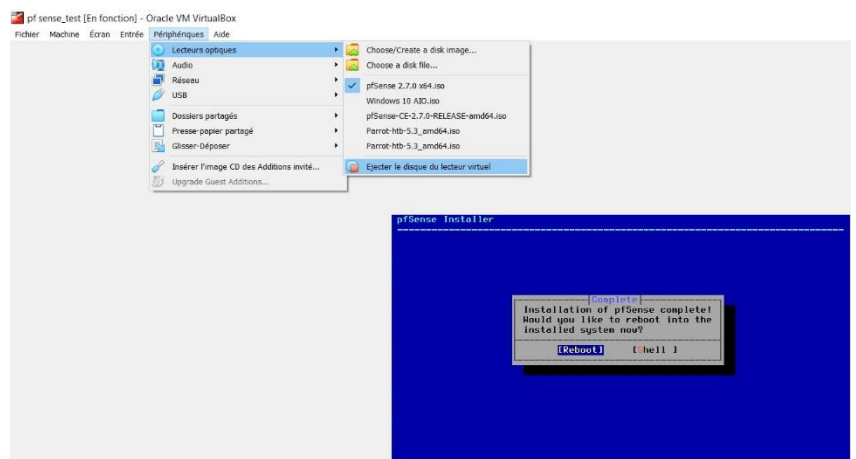 pf sense_test [En fonction] - Oracle VM VirtualBox
Fichier Machine Écran Entrée Périphériques Aide
Lecteurs optiques
Audio
Réseau
USB
Dossiers partagés
Presse-papier partagé
Glisser-Déposer
Insérer l'image CD des Additions invité...
Upgrade Guest Additions...
Choose/Create a disk image...
Choose a disk file...
pfSense 2.7.0 x64.iso
Windows 10 AIO.iso
pfSense-CE-2.7.0-RELEASE-amd64.iso
Parrot-htb-5.3_amd64.iso
Parrot-htb-5.3_amd64.iso
Ejecter le disque du lecteur virtuel
pfSense Installer
Complete
Installation of pfSense complete!
Would you like to reboot into the
installed system now?
[Reboot] [Shell ]